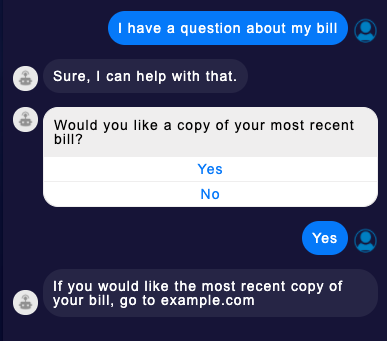 I have a question about my bill
Sure, I can help with that.
Would you like a copy of your most recent
bill?
Yes
No
Yes
If you would like the most recent copy of
your bill, go to example.com